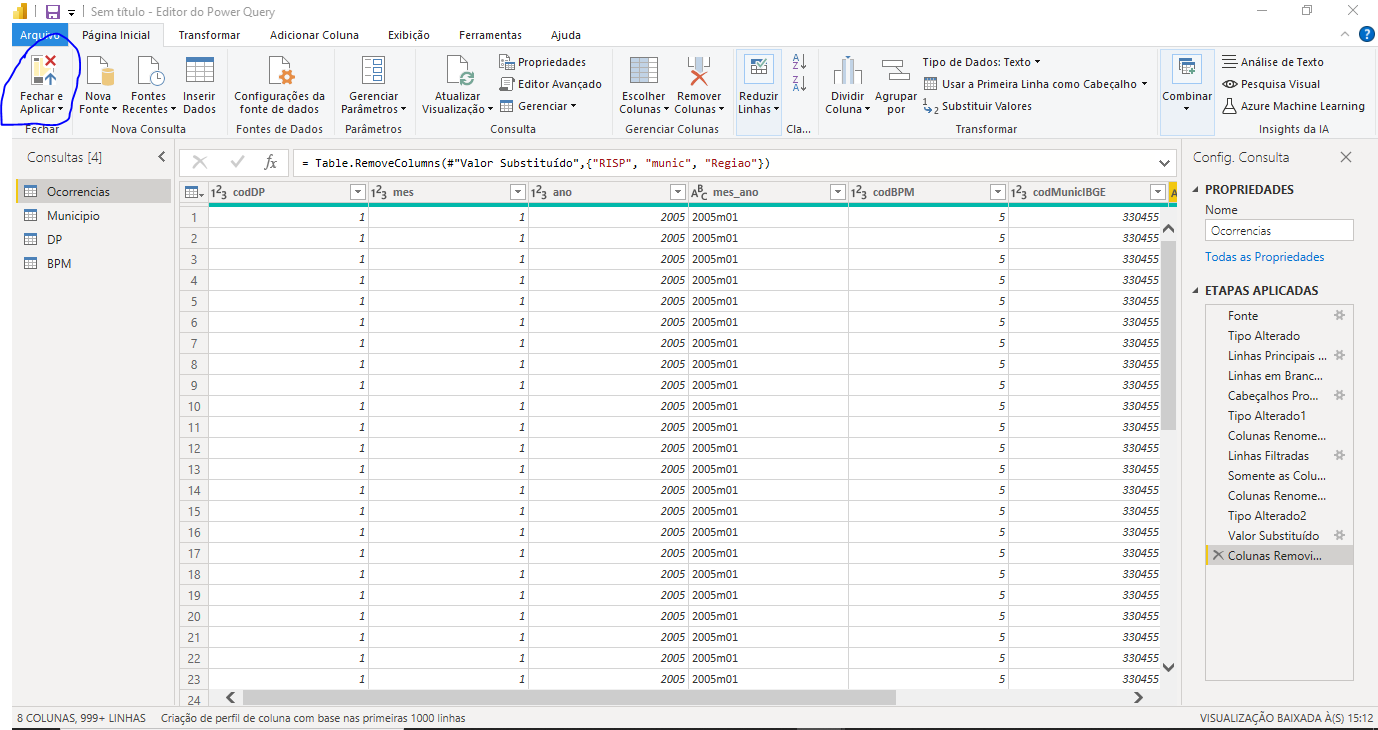 Sem título - Editor do Power Query
Arquivo Página Inicial Transformar Adicionar Coluna Exibição Ferramentas Ajuda
Fechar e Aplicar
Fechar
Nova Fonte
Fontes Recentes
Inserir Dados
Nova Consulta
Configurações da fonte de dados
Fontes de Dados
Gerenciar Parâmetros
Parâmetros
Atualizar Visualização
Propriedades
Editor Avançado
Gerenciar
Consulta
Escolher Colunas
Remover Colunas
Gerenciar Colunas
Reduzir Linhas
Cla...
Dividir Coluna
Agrupar por
Tipo de Dados: Texto
Usar a Primeira Linha como Cabeçalho
Substituir Valores
Transformar
Combinar
Análise de Texto
Pesquisa Visual
Azure Machine Learning
Insights da IA
Consultas [4]
Ocorrencias
Municipio
DP
BPM
= Table.RemoveColumns(#"Valor Substituído",{"RISP", "munic", "Regiao"})
codDP mes ano mes_ano codBPM codMunicIBGE
1 1 1 2005 2005m01 5 330455
2 1 1 2005 2005m01 5 330455
3 1 1 2005 2005m01 5 330455
4 1 1 2005 2005m01 5 330455
5 1 1 2005 2005m01 5 330455
6 1 1 2005 2005m01 5 330455
7 1 1 2005 2005m01 5 330455
8 1 1 2005 2005m01 5 330455
9 1 1 2005 2005m01 5 330455
10 1 1 2005 2005m01 5 330455
11 1 1 2005 2005m01 5 330455
12 1 1 2005 2005m01 5 330455
13 1 1 2005 2005m01 5 330455
14 1 1 2005 2005m01 5 330455
15 1 1 2005 2005m01 5 330455
16 1 1 2005 2005m01 5 330455
17 1 1 2005 2005m01 5 330455
18 1 1 2005 2005m01 5 330455
19 1 1 2005 2005m01 5 330455
20 1 1 2005 2005m01 5 330455
21 1 1 2005 2005m01 5 330455
22 1 1 2005 2005m01 5 330455
23 1 1 2005 2005m01 5 330455
24
Config. Consulta
PROPRIEDADES
Nome
Ocorrencias
Todas as Propriedades
ETAPAS APLICADAS
Fonte
Tipo Alterado
Linhas Principais ...
Linhas em Branc...
Cabeçalhos Pro...
Tipo Alterado1
Colunas Renome...
Linhas Filtradas
Somente as Colu...
Colunas Renome...
Tipo Alterado2
Valor Substituído
Colunas Removi...
8 COLUNAS, 999+ LINHAS Criação de perfil de coluna com base nas primeiras 1000 linhas
VISUALIZAÇÃO BAIXADA À(S) 15:12